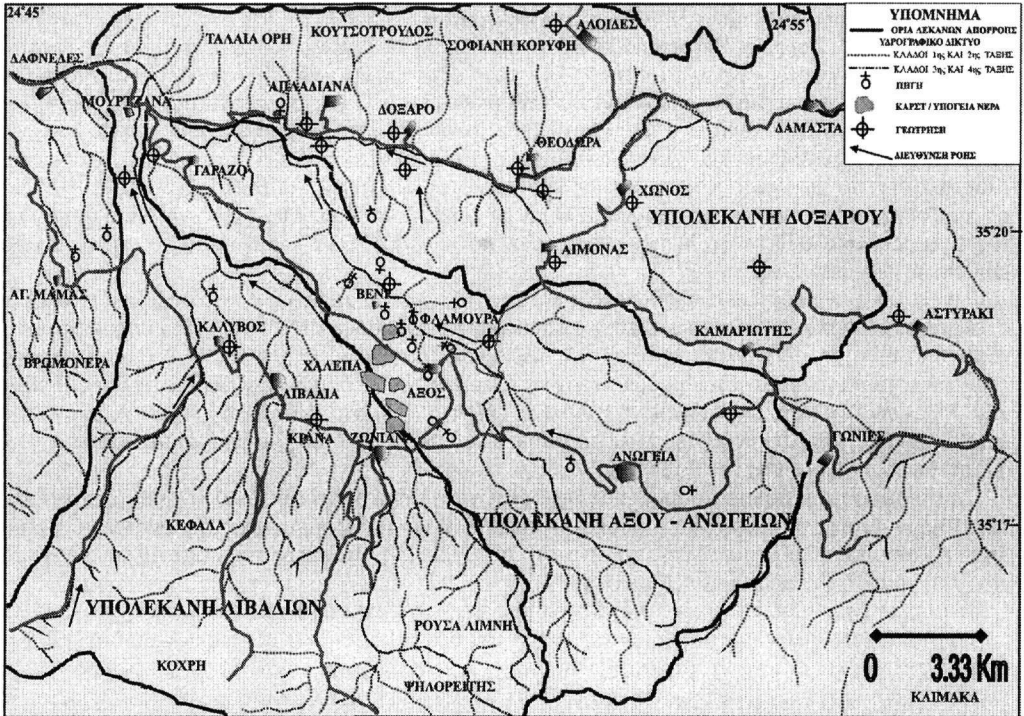 24°45'
24°55'
ΥΠΟΜΝΗΜΑ
ΟΡΙΑ ΛΕΚΑΝΩΝ ΑΠΟΡΡΟΗΣ
ΥΔΡΟΓΡΑΦΙΚΟ ΔΙΚΤΥΟ
ΚΛΑΔΟΙ 1ης ΚΑΙ 2ης ΤΑΞΗΣ
ΚΛΑΔΟΙ 3ης ΚΑΙ 4ης ΤΑΞΗΣ
ΠΗΓΗ
ΚΑΡΣΤ / ΥΠΟΓΕΙΑ ΝΕΡΑ
ΓΕΩΤΡΗΣΗ
ΔΙΕΥΘΥΝΣΗ ΡΟΗΣ
ΑΛΟΙΔΕΣ
ΚΟΥΤΣΟΤΡΟΥΛΟΣ
ΤΑΛΑΙΑ ΟΡΗ
ΣΟΦΙΑΝΗ ΚΟΡΥΦΗ
ΔΑΦΝΕΔΕΣ
ΜΟΥΡΤΖΑΝΑ
ΑΠΛΑΔΙΑΝΑ
ΔΟΞΑΡΟ
ΔΑΜΑΣΤΑ
ΘΕΟΔΩΡΑ
ΓΑΡΑΖΟ
ΧΩΝΟΣ
ΥΠΟΛΕΚΑΝΗ ΔΟΞΑΡΟΥ
35°20'
ΑΙΜΟΝΑΣ
ΑΓ. ΜΑΜΑΣ
ΒΕΝΙ
ΦΛΑΜΟΥΡΑ
ΑΣΤΥΡΑΚΙ
ΚΑΛΥΒΟΣ
ΚΑΜΑΡΙΩΤΗΣ
ΒΡΩΜΟΝΕΡΑ
ΧΑΛΕΠΑ
ΛΙΒΑΔΙΑ
ΑΞΟΣ
ΚΡΑΝΑ
ΖΩΝΙΑΝΑ
ΓΩΝΙΕΣ
ΑΝΩΓΕΙΑ
ΚΕΦΑΛΑ
ΥΠΟΛΕΚΑΝΗ ΑΞΟΥ - ΑΝΩΓΕΙΩΝ
35°17'
ΥΠΟΛΕΚΑΝΗ ΛΙΒΑΔΙΩΝ
ΡΟΥΣΑ ΛΙΜΝΗ
ΚΟΧΡΗ
ΨΗΛΟΡΕΙΤΗΣ
0 3.33 Km
ΚΛΙΜΑΚΑ